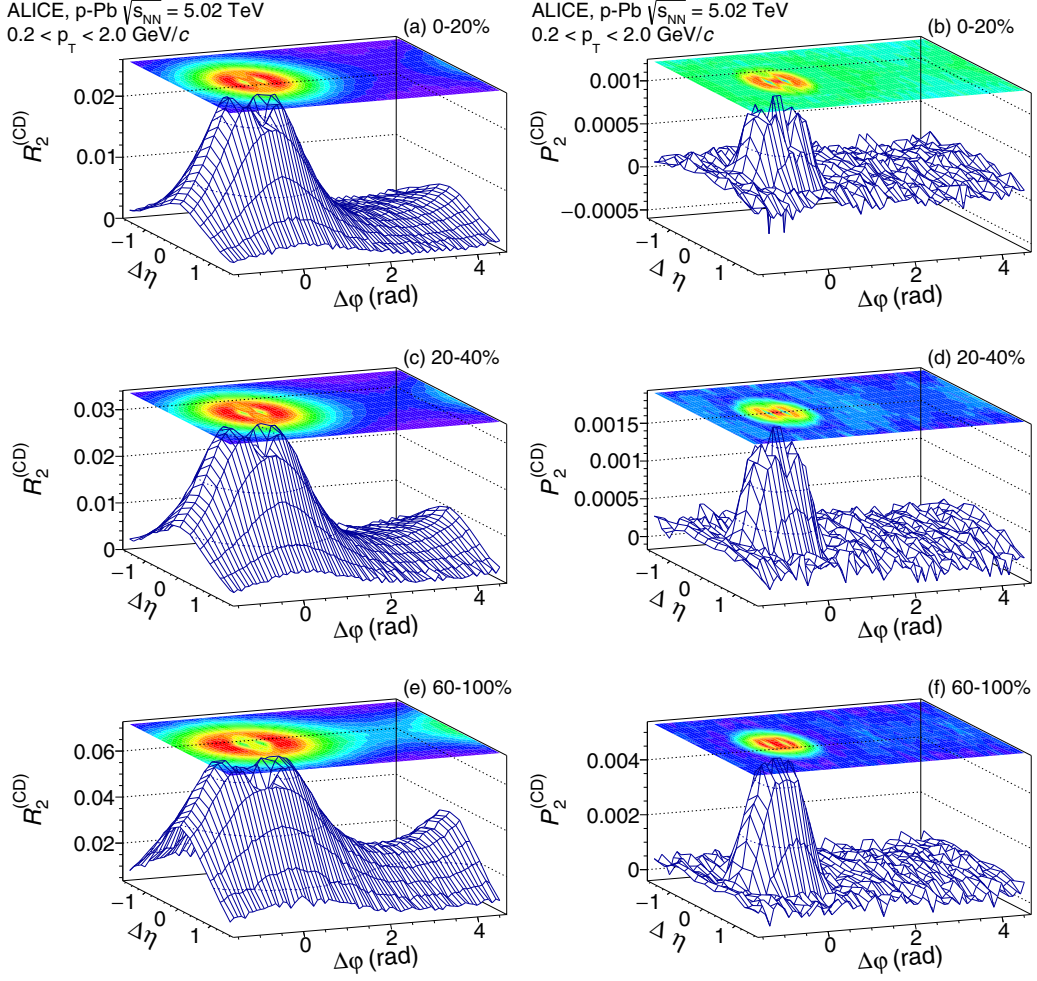 ALICE, p-Pb √s_NN = 5.02 TeV
0.2 < p_T < 2.0 GeV/c
(a) 0-20%
R_2^(CD)
0.02
0.01
0
−1
0
1
Δη
0
2
4
Δφ (rad)
ALICE, p-Pb √s_NN = 5.02 TeV
0.2 < p_T < 2.0 GeV/c
(b) 0-20%
P_2^(CD)
0.001
0.0005
0
−0.0005
−1
0
1
Δη
0
2
4
Δφ (rad)
(c) 20-40%
R_2^(CD)
0.03
0.02
0.01
0
−1
0
1
Δη
0
2
4
Δφ (rad)
(d) 20-40%
P_2^(CD)
0.0015
0.001
0.0005
0
−1
0
1
Δη
0
2
4
Δφ (rad)
(e) 60-100%
R_2^(CD)
0.06
0.04
0.02
−1
0
1
Δη
0
2
4
Δφ (rad)
(f) 60-100%
P_2^(CD)
0.004
0.002
0
−1
0
1
Δη
0
2
4
Δφ (rad)